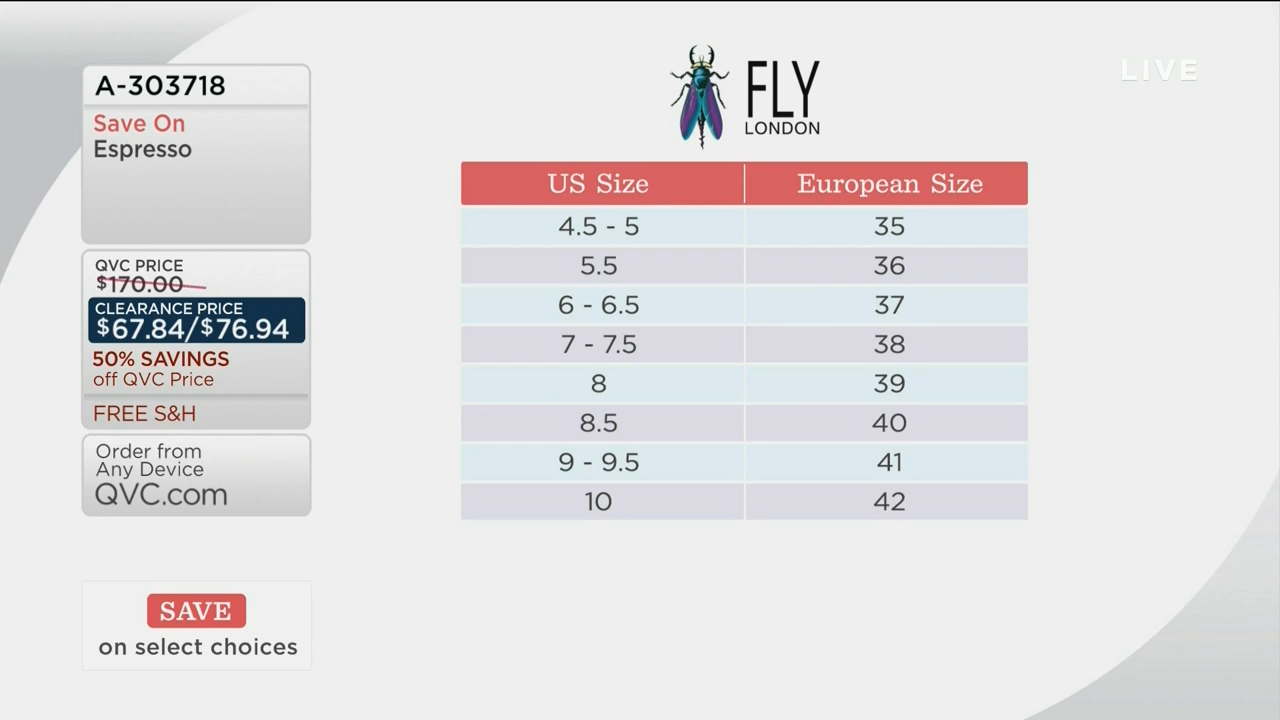 A-303718
Save On
Espresso
QVC PRICE
$170.00
CLEARANCE PRICE
$67.84/$76.94
50% SAVINGS
off QVC Price
FREE S&H
Order from
Any Device
QVC.com
SAVE
on select choices
FLY
LONDON
LIVE
US Size European Size
4.5 - 5 35
5.5 36
6 - 6.5 37
7 - 7.5 38
8 39
8.5 40
9 - 9.5 41
10 42